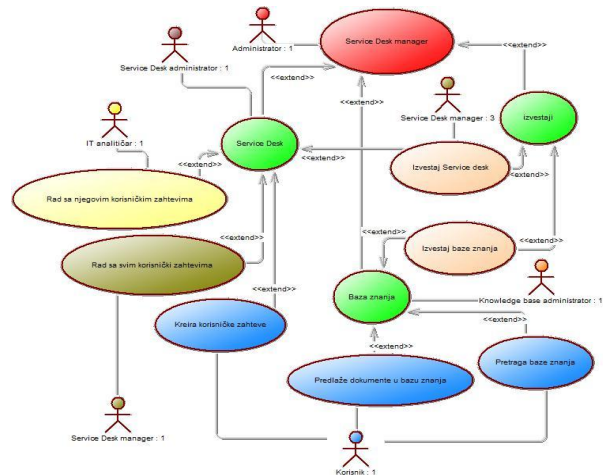 Administrator : 1
Service Desk manager
Service Desk administrator : 1
<<extend>>
<<extend>>
<<extend>>
Service Desk manager : 3
izvestaji
IT analitičar : 1
Service Desk
<<extend>>
<<extend>>
Izvestaj Service desk
<<extend>>
Rad sa njegovim korisničkim zahtevima
<<extend>>
<<extend>>
Rad sa svim korisnički zahtevima
<<extend>>
Izvestaj baze znanja
<<extend>>
<<extend>>
Baza znanja
Knowledge base administrator : 1
Kreira korisničke zahteve
<<extend>>
<<extend>>
Pretraga baze znanja
Predlaže dokumente u bazu znanja
Service Desk manager : 1
Korisnik : 1